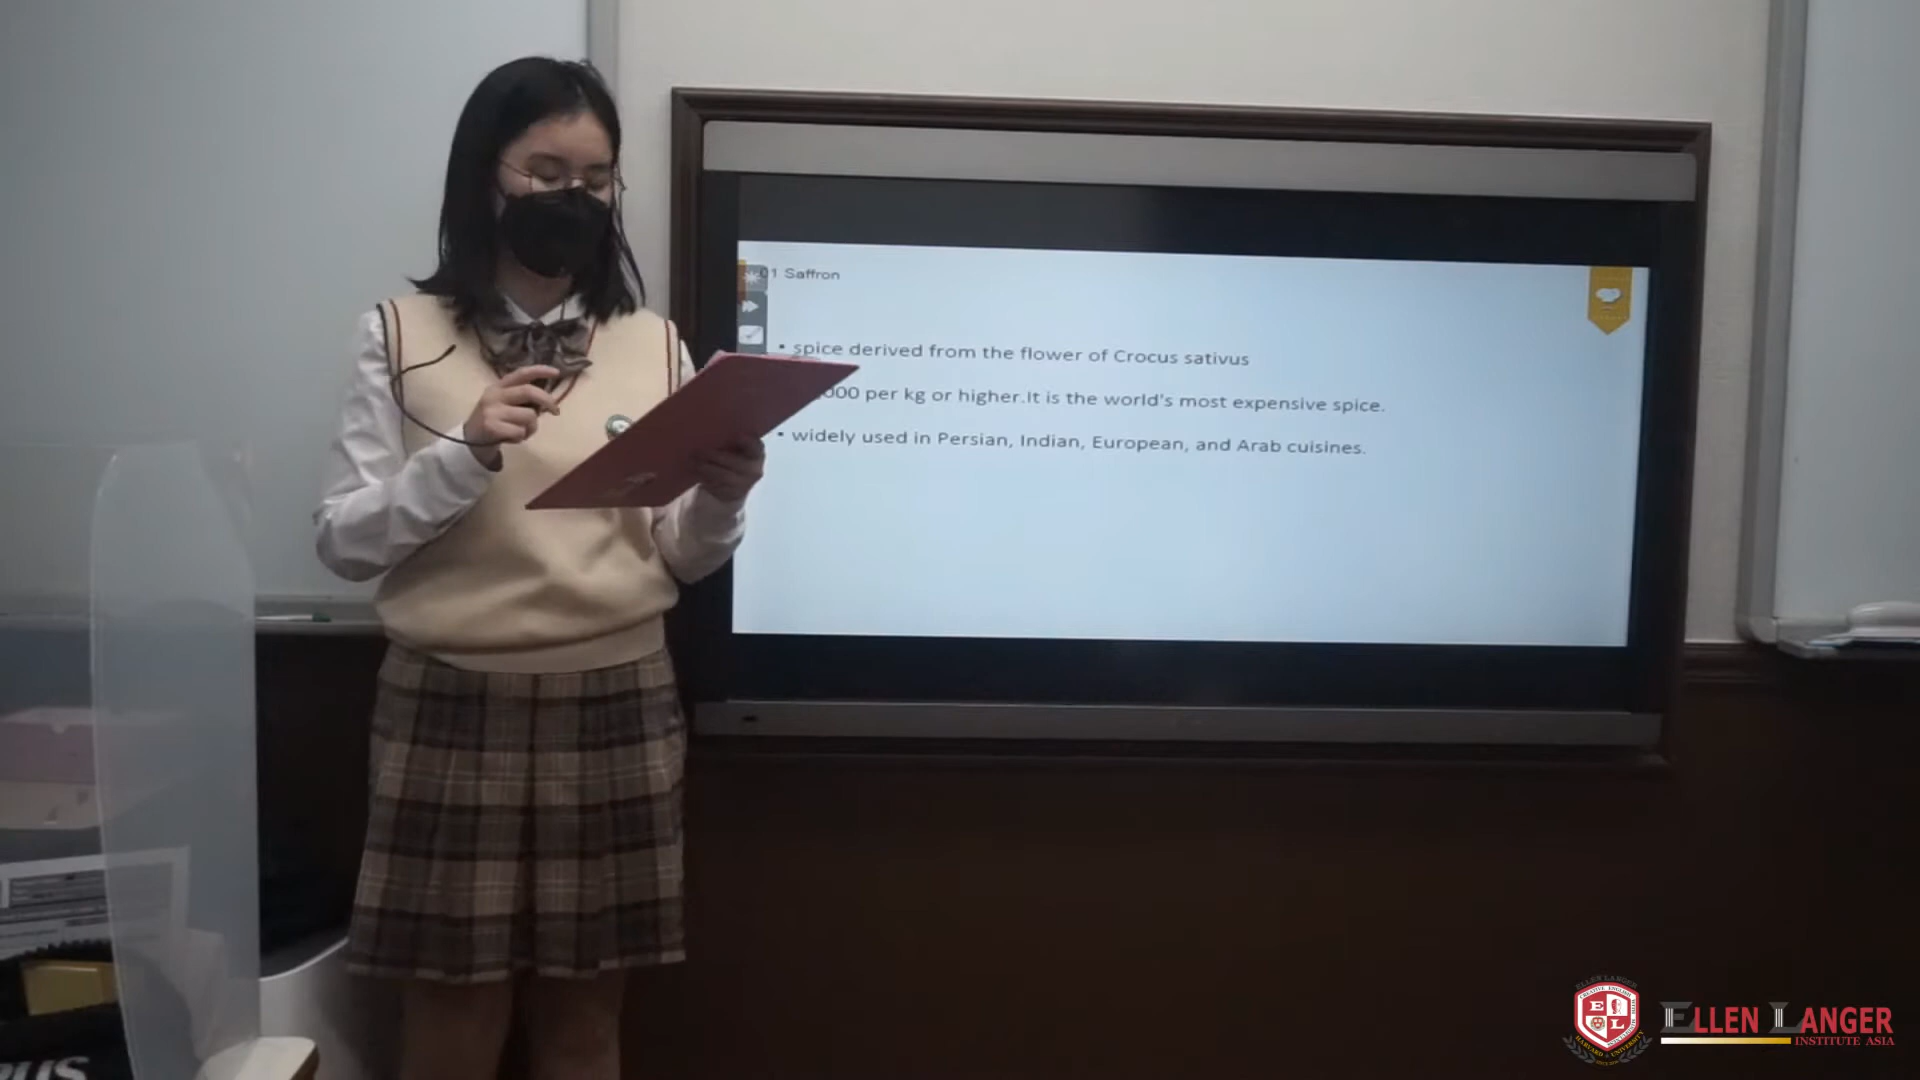 01 Saffron
• spice derived from the flower of Crocus sativus
000 per kg or higher.It is the world's most expensive spice.
• widely used in Persian, Indian, European, and Arab cuisines.
E L
ELLEN LANGER
INSTITUTE ASIA